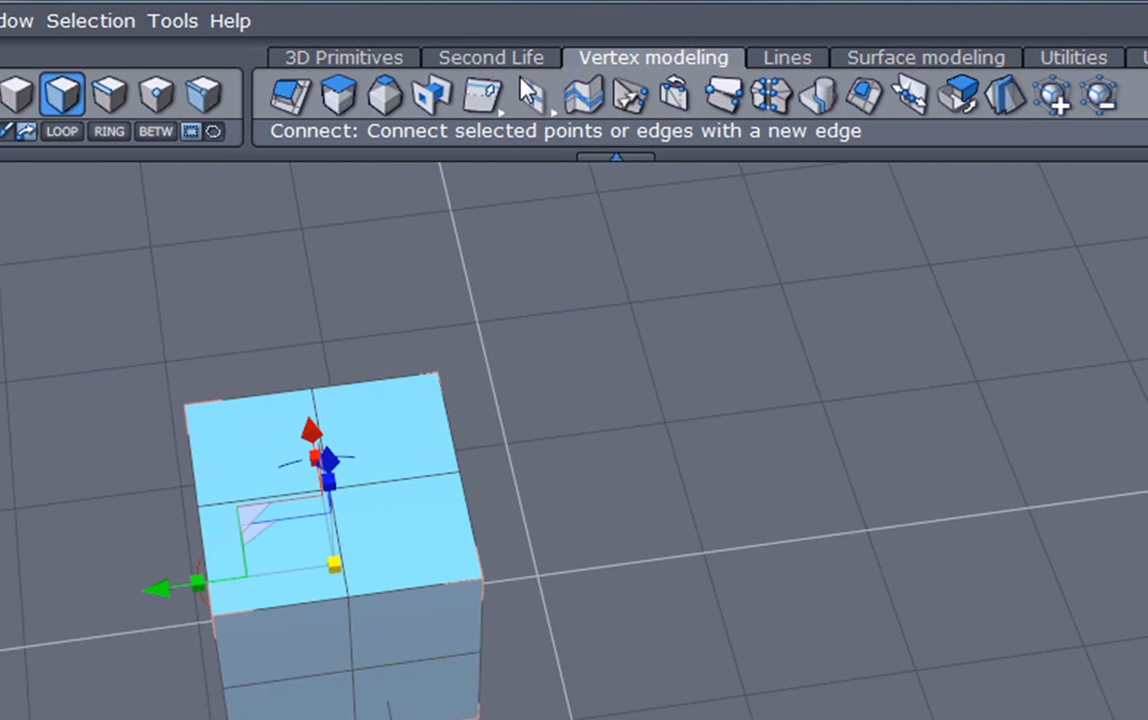 dow Selection Tools Help
3D Primitives Second Life Vertex modeling Lines Surface modeling Utilities
LOOP RING BETW
Connect: Connect selected points or edges with a new edge